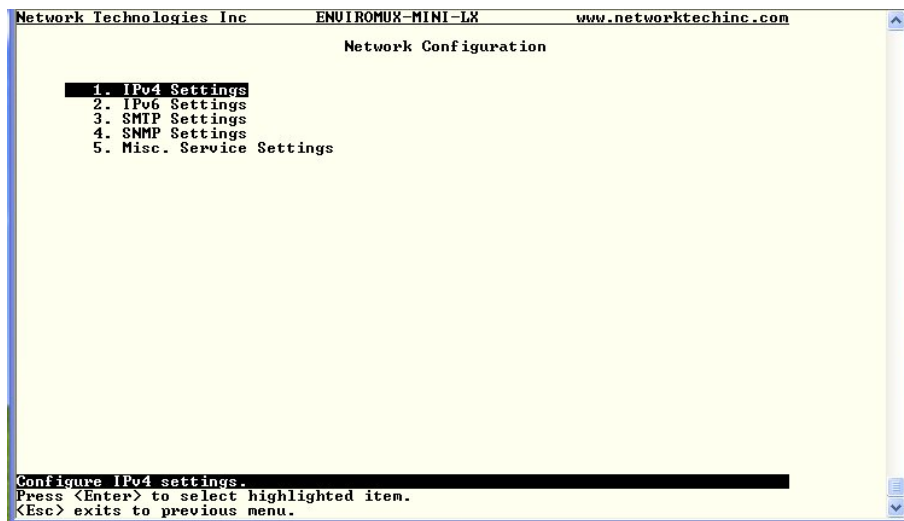 Network Technologies Inc ENVIROMUX-MINI-LX www.networktechinc.com
Network Configuration
1. IPv4 Settings
2. IPv6 Settings
3. SMTP Settings
4. SNMP Settings
5. Misc. Service Settings
Configure IPv4 settings.
Press <Enter> to select highlighted item.
<Esc> exits to previous menu.